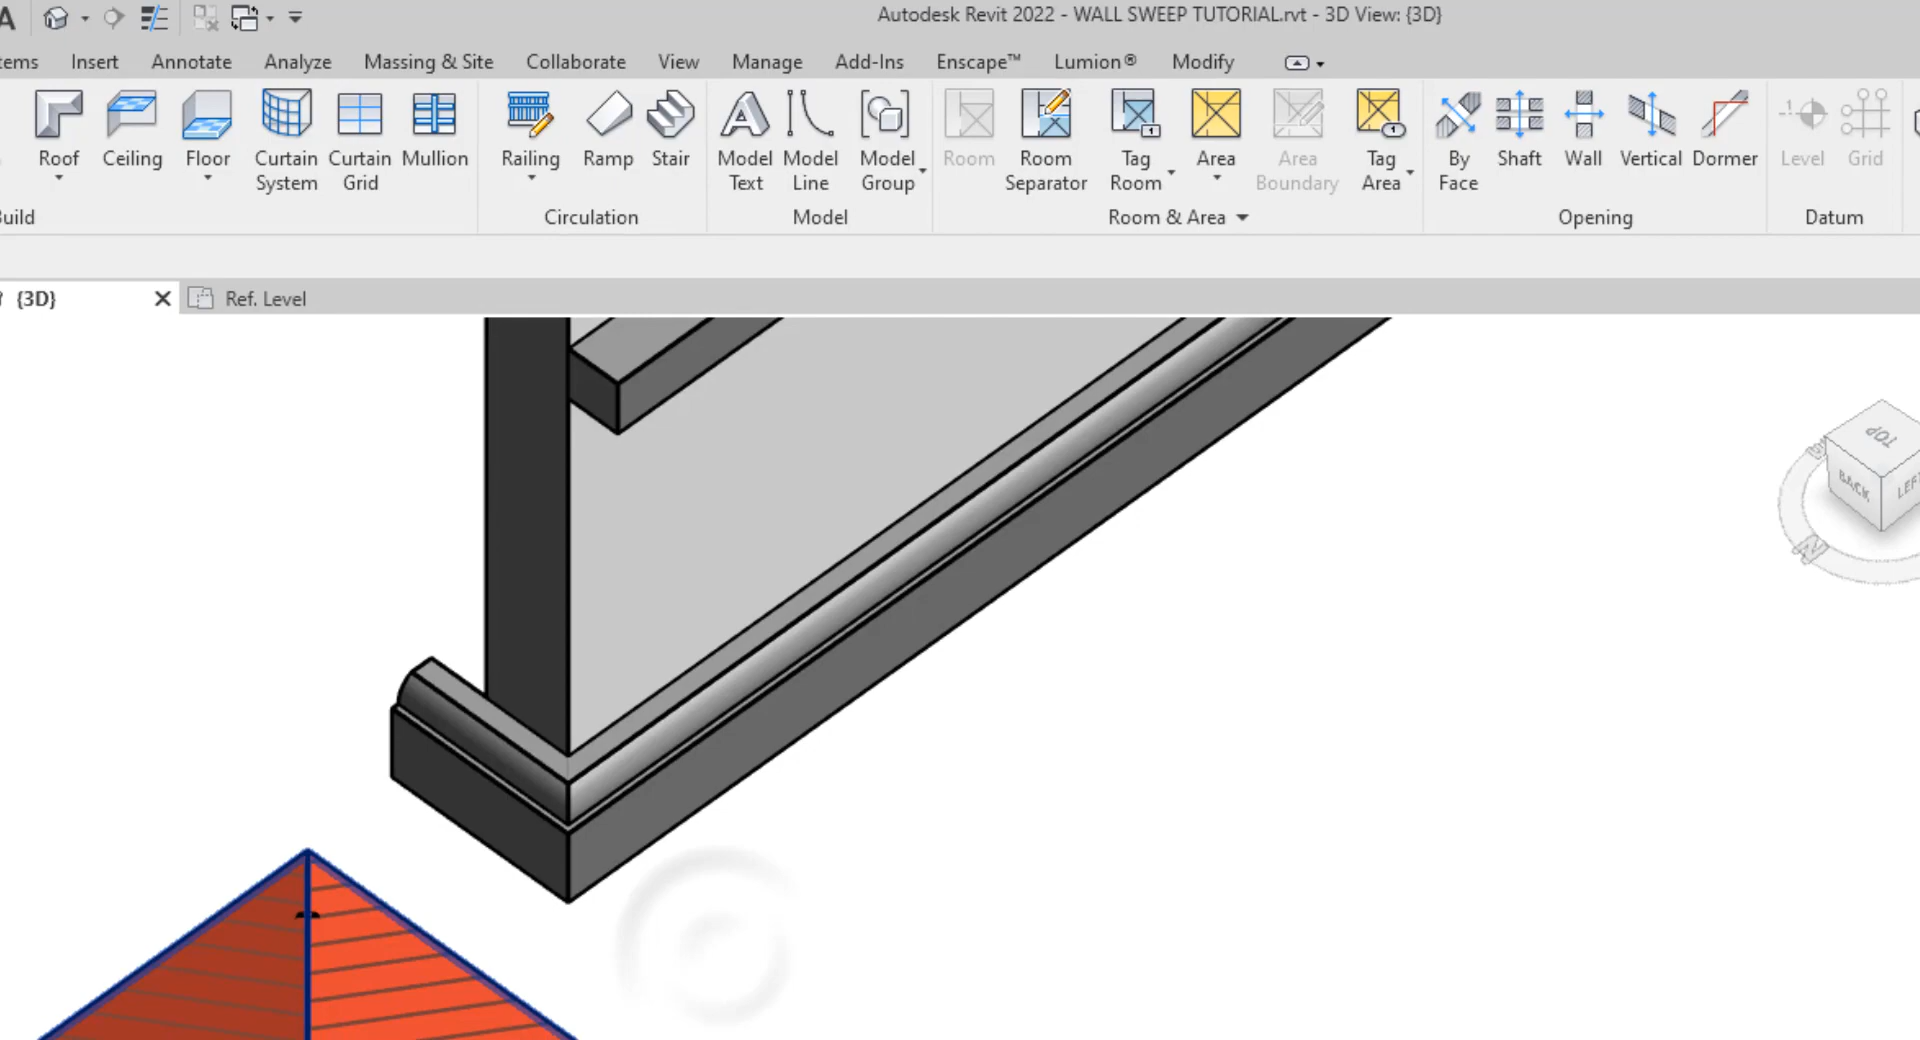 Autodesk Revit 2022 - WALL SWEEP TUTORIAL.rvt - 3D View: {3D}
tems Insert Annotate Analyze Massing & Site Collaborate View Manage Add-Ins Enscape™ Lumion® Modify
Roof Ceiling Floor Curtain System Curtain Grid Mullion Railing Ramp Stair Model Text Model Line Model Group Room Room Separator Tag Room Area Area Boundary Tag Area By Face Shaft Wall Vertical Dormer Level Grid
Build Circulation Model Room & Area Opening Datum
{3D} Ref. Level
TOP
BACK LEF
N